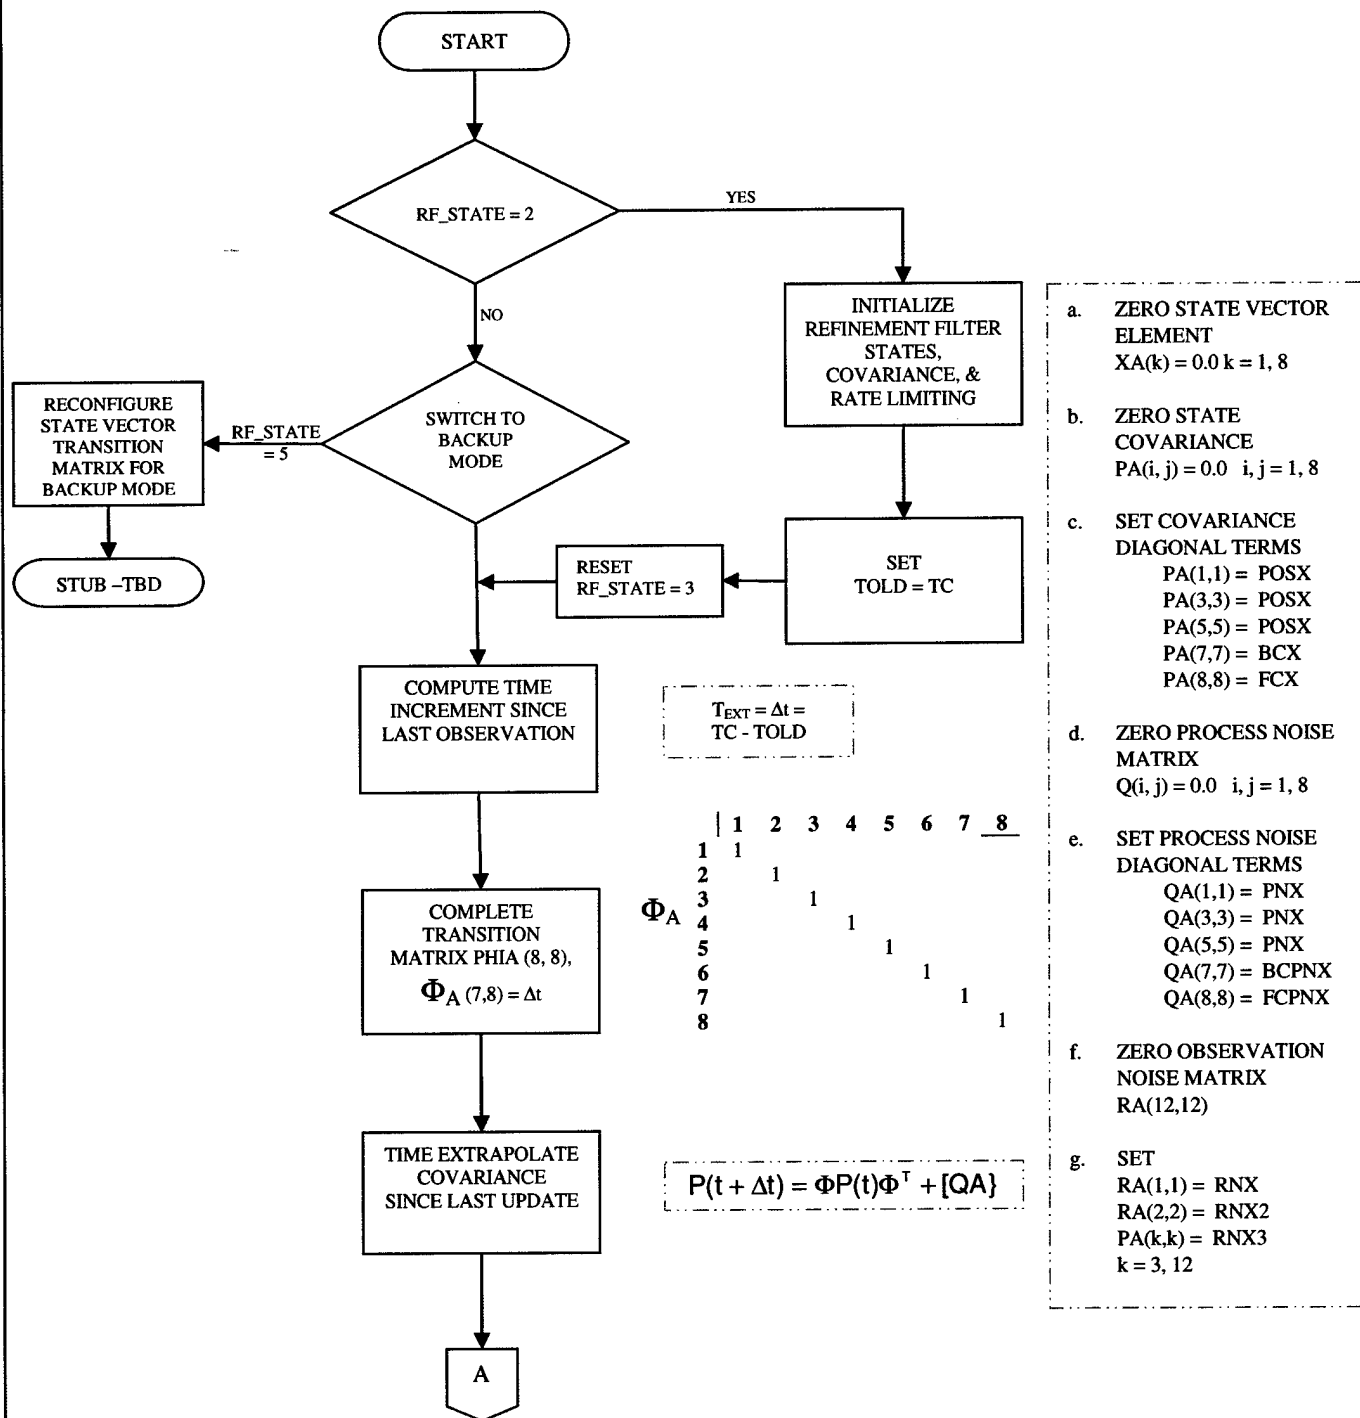 START
RF_STATE = 2
YES
NO
INITIALIZE
REFINEMENT FILTER
STATES,
COVARIANCE, &
RATE LIMITING
SWITCH TO
BACKUP
MODE
RF_STATE
= 5
RECONFIGURE
STATE VECTOR
TRANSITION
MATRIX FOR
BACKUP MODE
STUB –TBD
SET
TOLD = TC
RESET
RF_STATE = 3
COMPUTE TIME
INCREMENT SINCE
LAST OBSERVATION
T_EXT = Δt =
TC - TOLD
COMPLETE
TRANSITION
MATRIX PHIA (8, 8),
Φ_A (7,8) = Δt
1 2 3 4 5 6 7 8
1 1
2 1
3 1
Φ_A
4 1
5 1
6 1
7 1
8 1
TIME EXTRAPOLATE
COVARIANCE
SINCE LAST UPDATE
P(t + Δt) = ΦP(t)Φ^T + [QA}
A
a. ZERO STATE VECTOR
ELEMENT
XA(k) = 0.0 k = 1, 8
b. ZERO STATE
COVARIANCE
PA(i, j) = 0.0 i, j = 1, 8
c. SET COVARIANCE
DIAGONAL TERMS
PA(1,1) = POSX
PA(3,3) = POSX
PA(5,5) = POSX
PA(7,7) = BCX
PA(8,8) = FCX
d. ZERO PROCESS NOISE
MATRIX
Q(i, j) = 0.0 i, j = 1, 8
e. SET PROCESS NOISE
DIAGONAL TERMS
QA(1,1) = PNX
QA(3,3) = PNX
QA(5,5) = PNX
QA(7,7) = BCPNX
QA(8,8) = FCPNX
f. ZERO OBSERVATION
NOISE MATRIX
RA(12,12)
g. SET
RA(1,1) = RNX
RA(2,2) = RNX2
PA(k,k) = RNX3
k = 3, 12